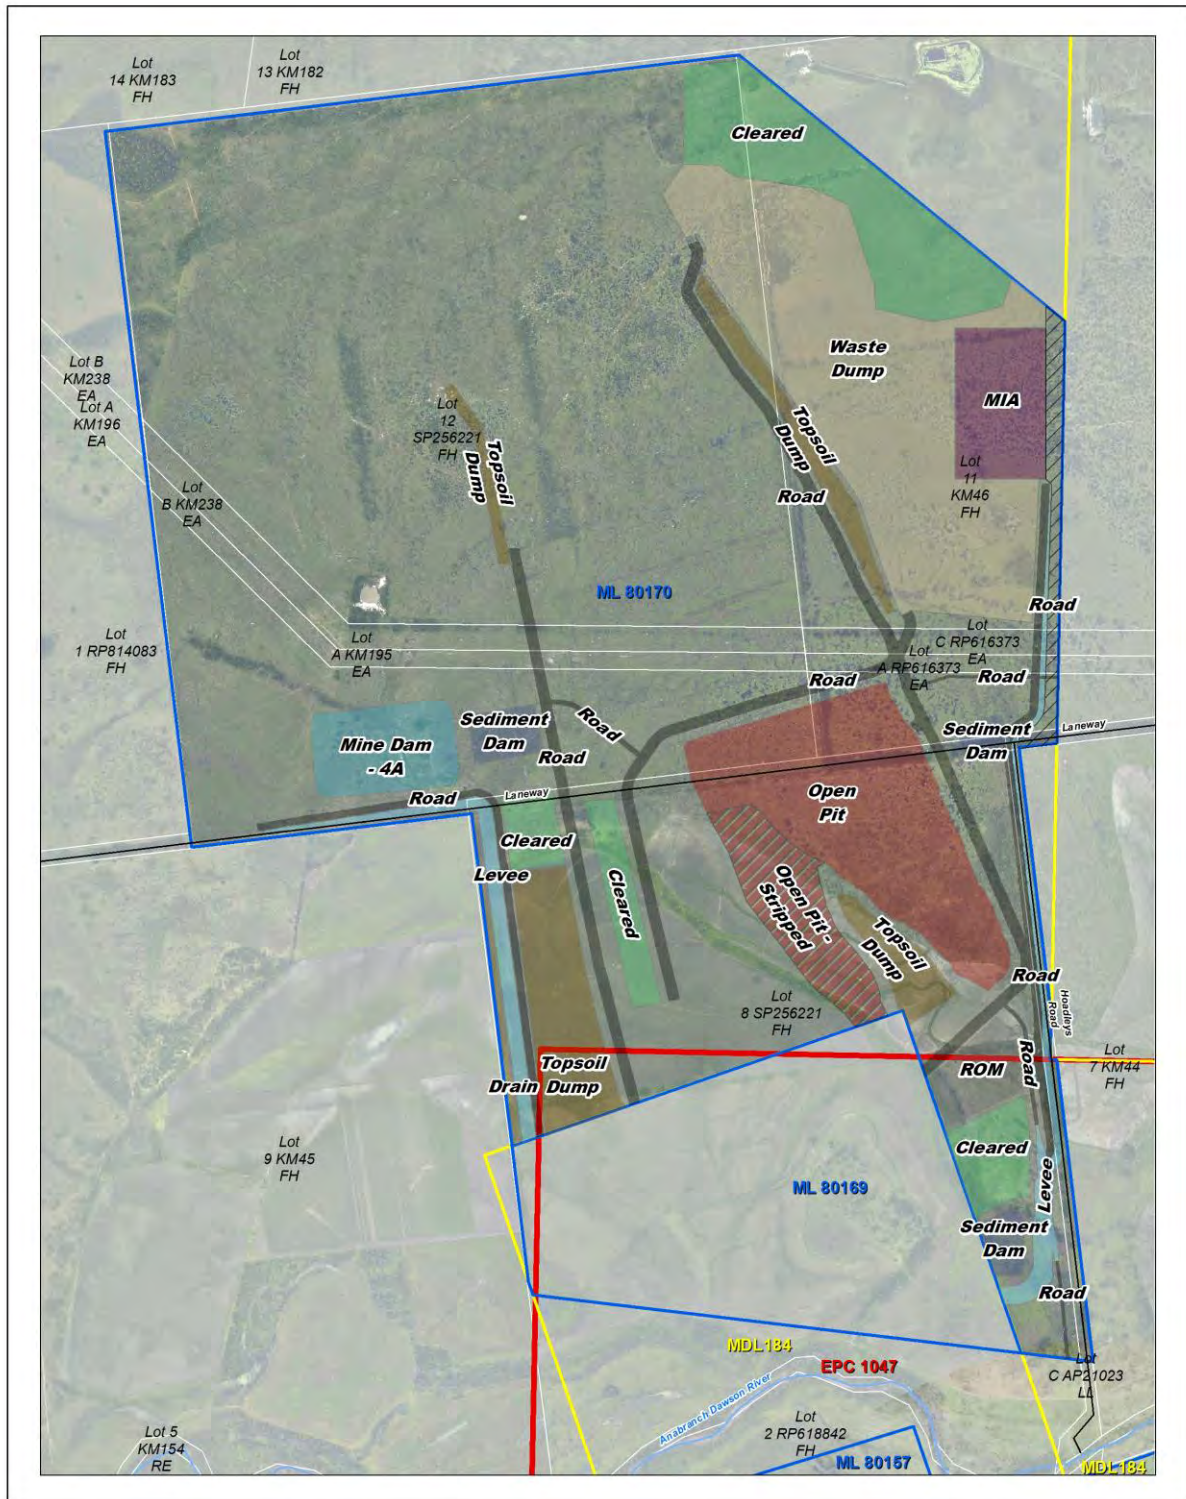 Lot
14 KM183
FH
Lot
13 KM182
FH
Cleared
Lot B
KM238
EA
Lot A
KM196
EA
Waste
Dump
MIA
Lot
12
SP256221
FH
Topsoil
Dump
Topsoil
Dump
Road
Lot
11
KM46
FH
Lot
B KM238
EA
ML 80170
Road
Lot
1 RP814083
FH
Lot
A KM195
EA
Lot
C RP616373
EA
Lot
A RP616373
EA
Road
Road
Mine Dam
- 4A
Sediment
Dam
Road
Road
Sediment
Dam
Laneway
Road
Laneway
Open
Pit
Cleared
Levee
Cleared
Open Pit -
Stripped
Topsoil
Dump
Road
Hoadleys
Road
Lot
8 SP256221
FH
Topsoil
Dump
Drain
ROM
Road
Lot
7 KM44
FH
Lot
9 KM45
FH
Cleared
Levee
ML 80169
Sediment
Dam
Road
MDL184
EPC 1047
Lot
C AP21023
LL
Anabranch Dawson River
Lot
2 RP618842
FH
Lot 5
KM154
RE
ML 80157
MDL184